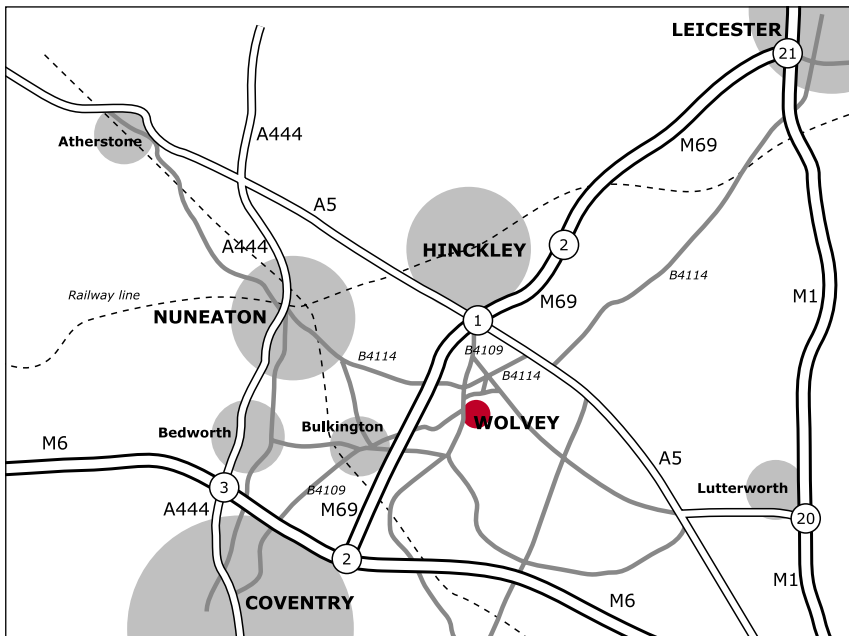 LEICESTER
21
A444
Atherstone
M69
A5
A444
HINCKLEY
2
B4114
Railway line
M69
M1
NUNEATON
1
B4109
B4114
B4114
WOLVEY
Bedworth
Bulkington
M6
A5
3
B4109
Lutterworth
A444
M69
20
2
M1
COVENTRY
M6